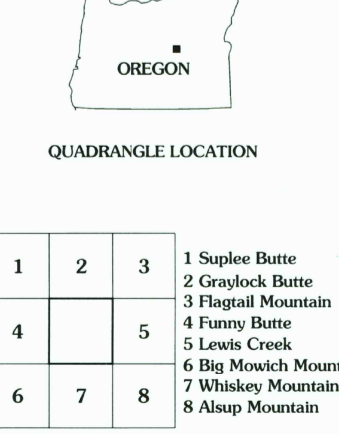 OREGON
QUADRANGLE LOCATION
1 2 3
4 5
6 7 8
1 Suplee Butte
2 Graylock Butte
3 Flagtail Mountain
4 Funny Butte
5 Lewis Creek
6 Big Mowich Mount
7 Whiskey Mountain
8 Alsup Mountain